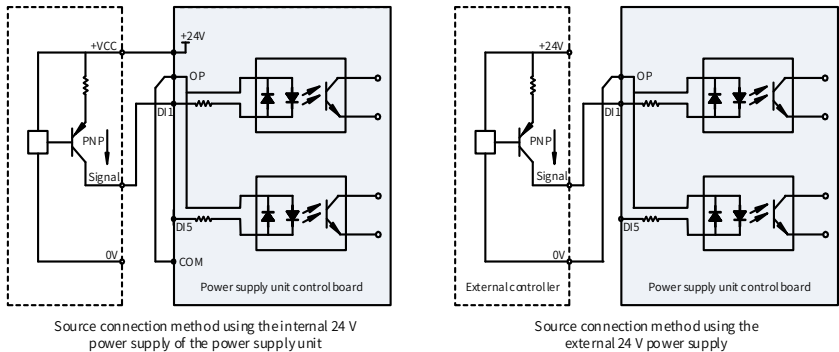 +VCC
+24V
OP
DI1
PNP
Signal
DI5
0V
COM
Power supply unit control board
Source connection method using the internal 24 V
power supply of the power supply unit
+24V
OP
DI1
PNP
Signal
DI5
0V
External controller
Power supply unit control board
Source connection method using the
external 24 V power supply